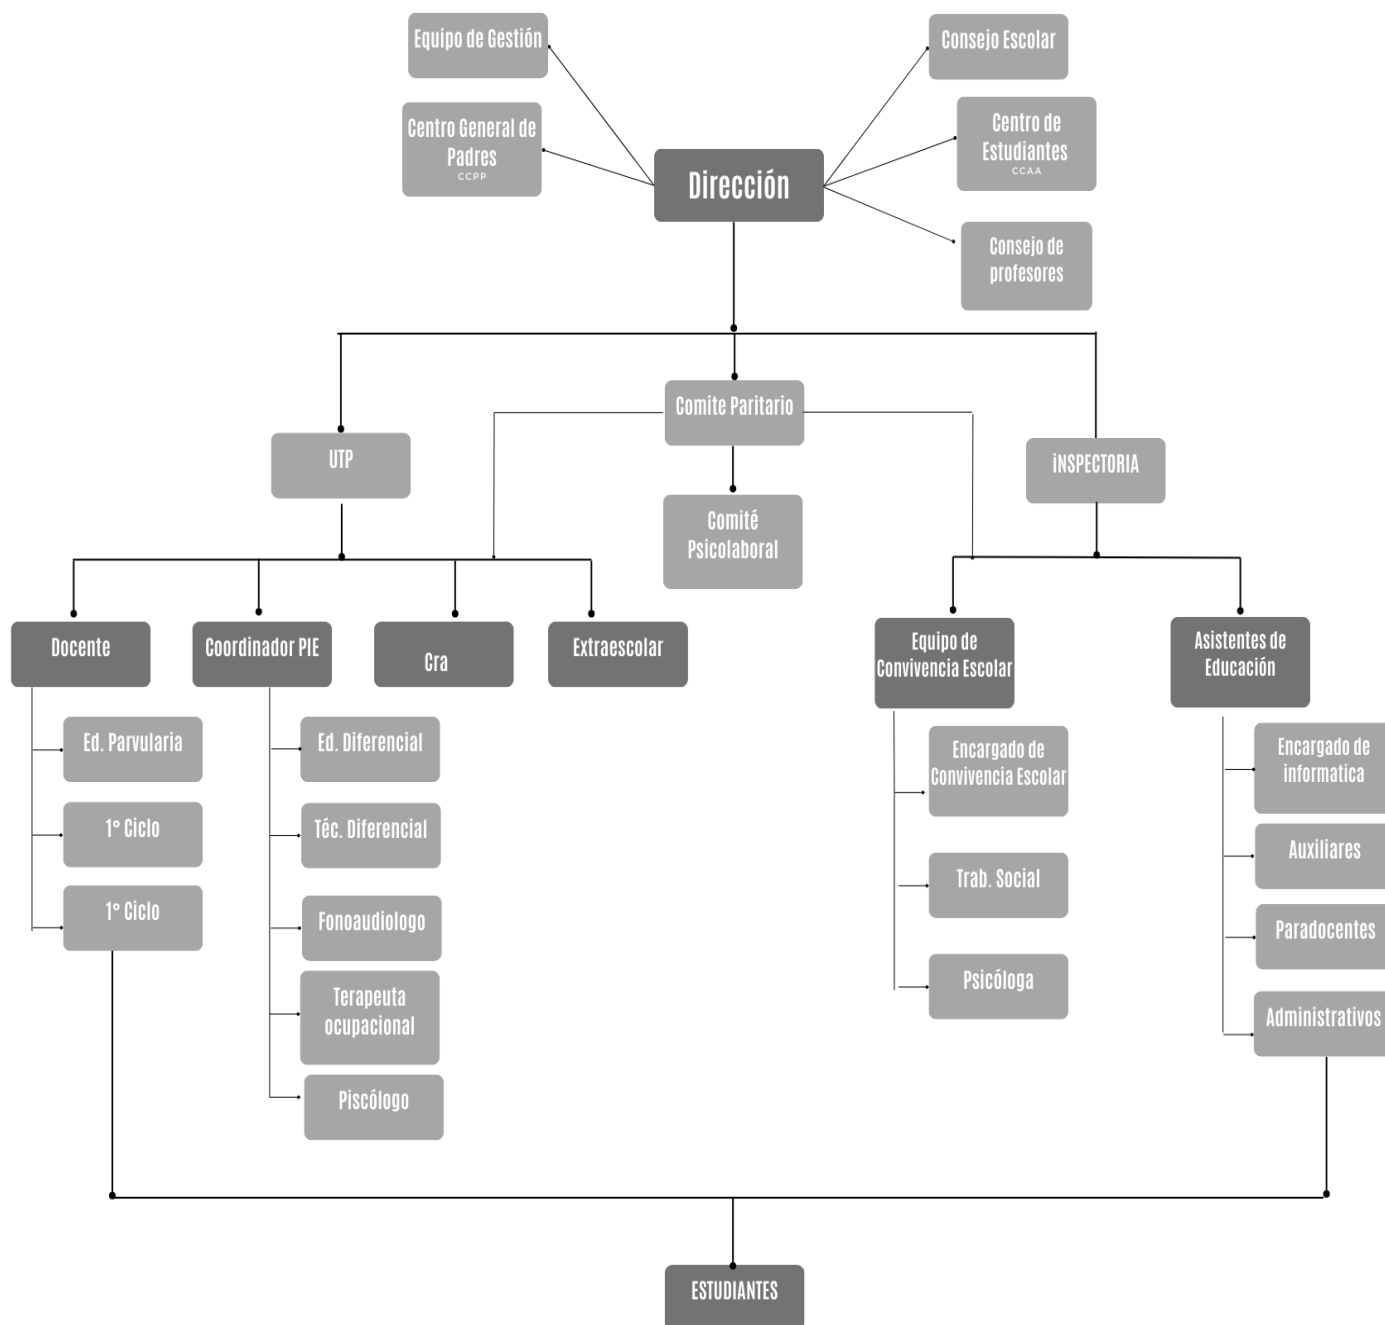 Equipo de Gestión
Consejo Escolar
Centro General de
Padres
CCPP
Centro de
Estudiantes
CCAA
Dirección
Consejo de
profesores
Comite Paritario
UTP
iNSPECTORIA
Comité
Psicolaboral
Docente
Coordinador PIE
Cra
Extraescolar
Equipo de
Convivencia Escolar
Asistentes de
Educación
Ed. Parvularia
1° Ciclo
1° Ciclo
Ed. Diferencial
Téc. Diferencial
Fonoaudiologo
Terapeuta
ocupacional
Piscólogo
Encargado de
Convivencia Escolar
Trab. Social
Psicóloga
Encargado de
informatica
Auxiliares
Paradocentes
Administrativos
ESTUDIANTES